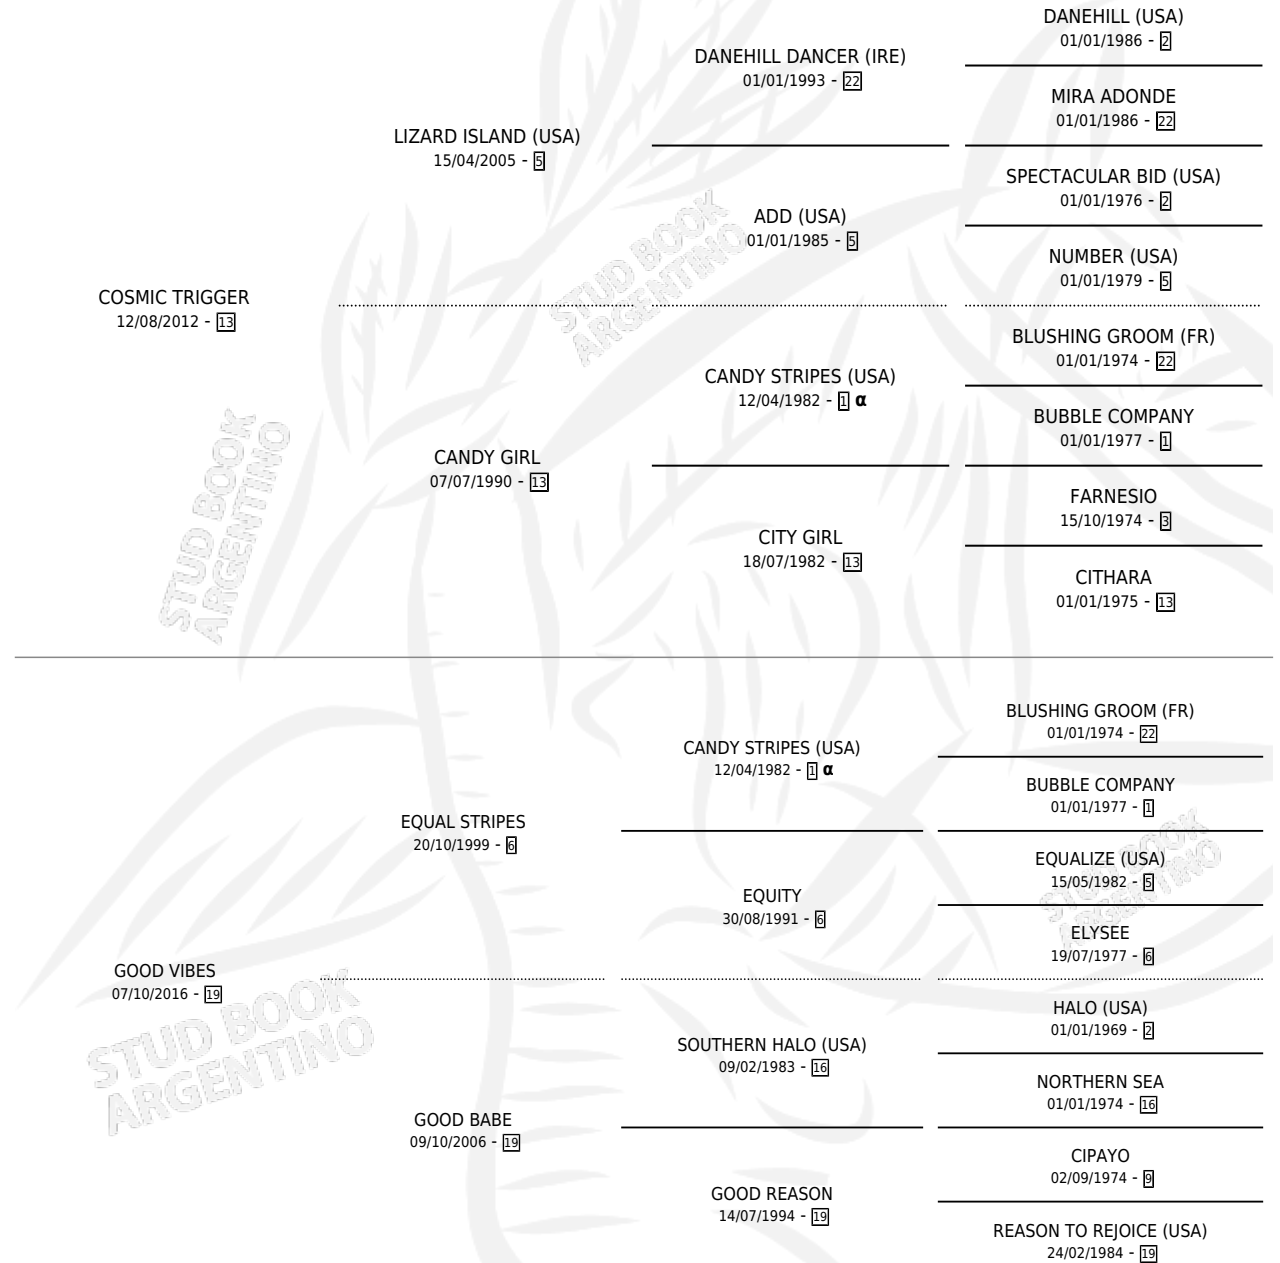 DANEHILL (USA)
01/01/1986 - 2
DANEHILL DANCER (IRE)
01/01/1993 - 22
MIRA ADONDE
01/01/1986 - 22
LIZARD ISLAND (USA)
15/04/2005 - 5
SPECTACULAR BID (USA)
01/01/1976 - 2
ADD (USA)
01/01/1985 - 5
NUMBER (USA)
01/01/1979 - 5
COSMIC TRIGGER
12/08/2012 - 13
BLUSHING GROOM (FR)
01/01/1974 - 22
CANDY STRIPES (USA)
12/04/1982 - 1 α
BUBBLE COMPANY
01/01/1977 - 1
CANDY GIRL
07/07/1990 - 13
FARNESIO
15/10/1974 - 3
CITY GIRL
18/07/1982 - 13
CITHARA
01/01/1975 - 13
STUD BOOK
ARGENTINO
STUD BOOK
ARGENTINO
BLUSHING GROOM (FR)
01/01/1974 - 22
CANDY STRIPES (USA)
12/04/1982 - 1 α
BUBBLE COMPANY
01/01/1977 - 1
EQUAL STRIPES
20/10/1999 - 6
EQUALIZE (USA)
15/05/1982 - 5
EQUITY
30/08/1991 - 6
ELYSEE
19/07/1977 - 6
GOOD VIBES
07/10/2016 - 19
HALO (USA)
01/01/1969 - 2
SOUTHERN HALO (USA)
09/02/1983 - 16
NORTHERN SEA
01/01/1974 - 16
GOOD BABE
09/10/2006 - 19
CIPAYO
02/09/1974 - 9
GOOD REASON
14/07/1994 - 19
REASON TO REJOICE (USA)
24/02/1984 - 19
STUD BOOK
ARGENTINO
STUD BOOK
ARGENTINO